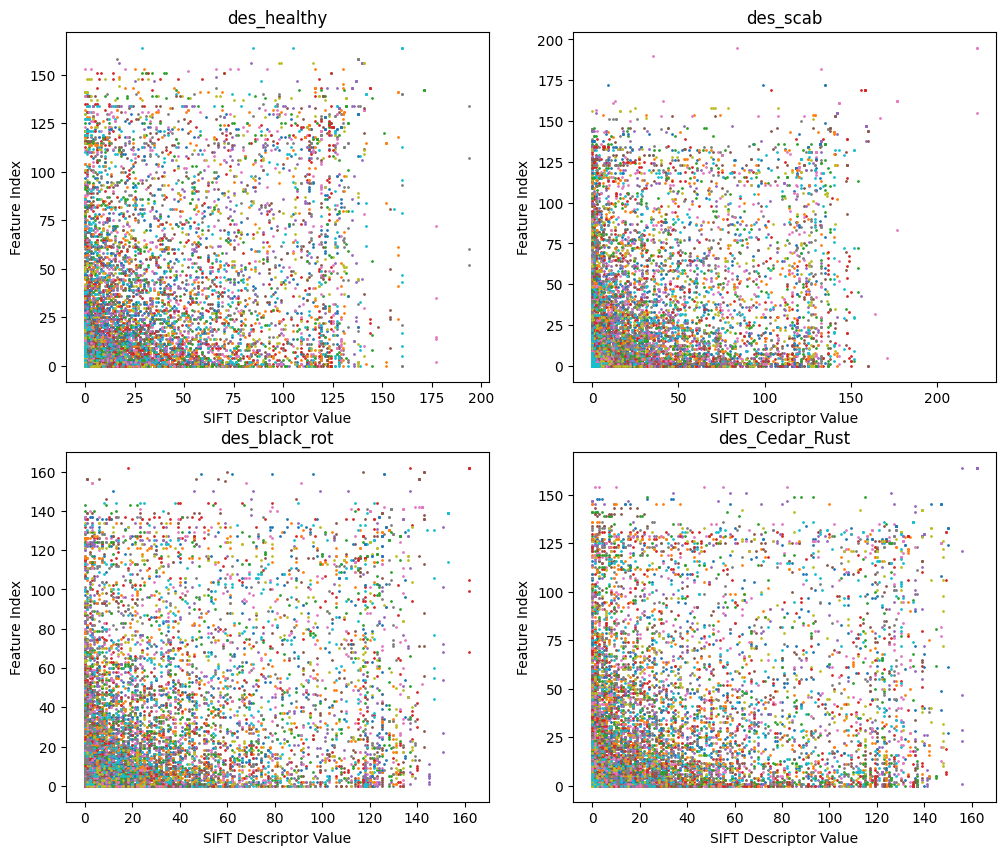 des_healthy
150
125
100
75
50
25
0
Feature Index
0 25 50 75 100 125 150 175 200
SIFT Descriptor Value
des_scab
200
175
150
125
100
75
50
25
0
Feature Index
0 50 100 150 200
SIFT Descriptor Value
des_black_rot
160
140
120
100
80
60
40
20
0
Feature Index
0 20 40 60 80 100 120 140 160
SIFT Descriptor Value
des_Cedar_Rust
150
125
100
75
50
25
0
Feature Index
0 20 40 60 80 100 120 140 160
SIFT Descriptor Value